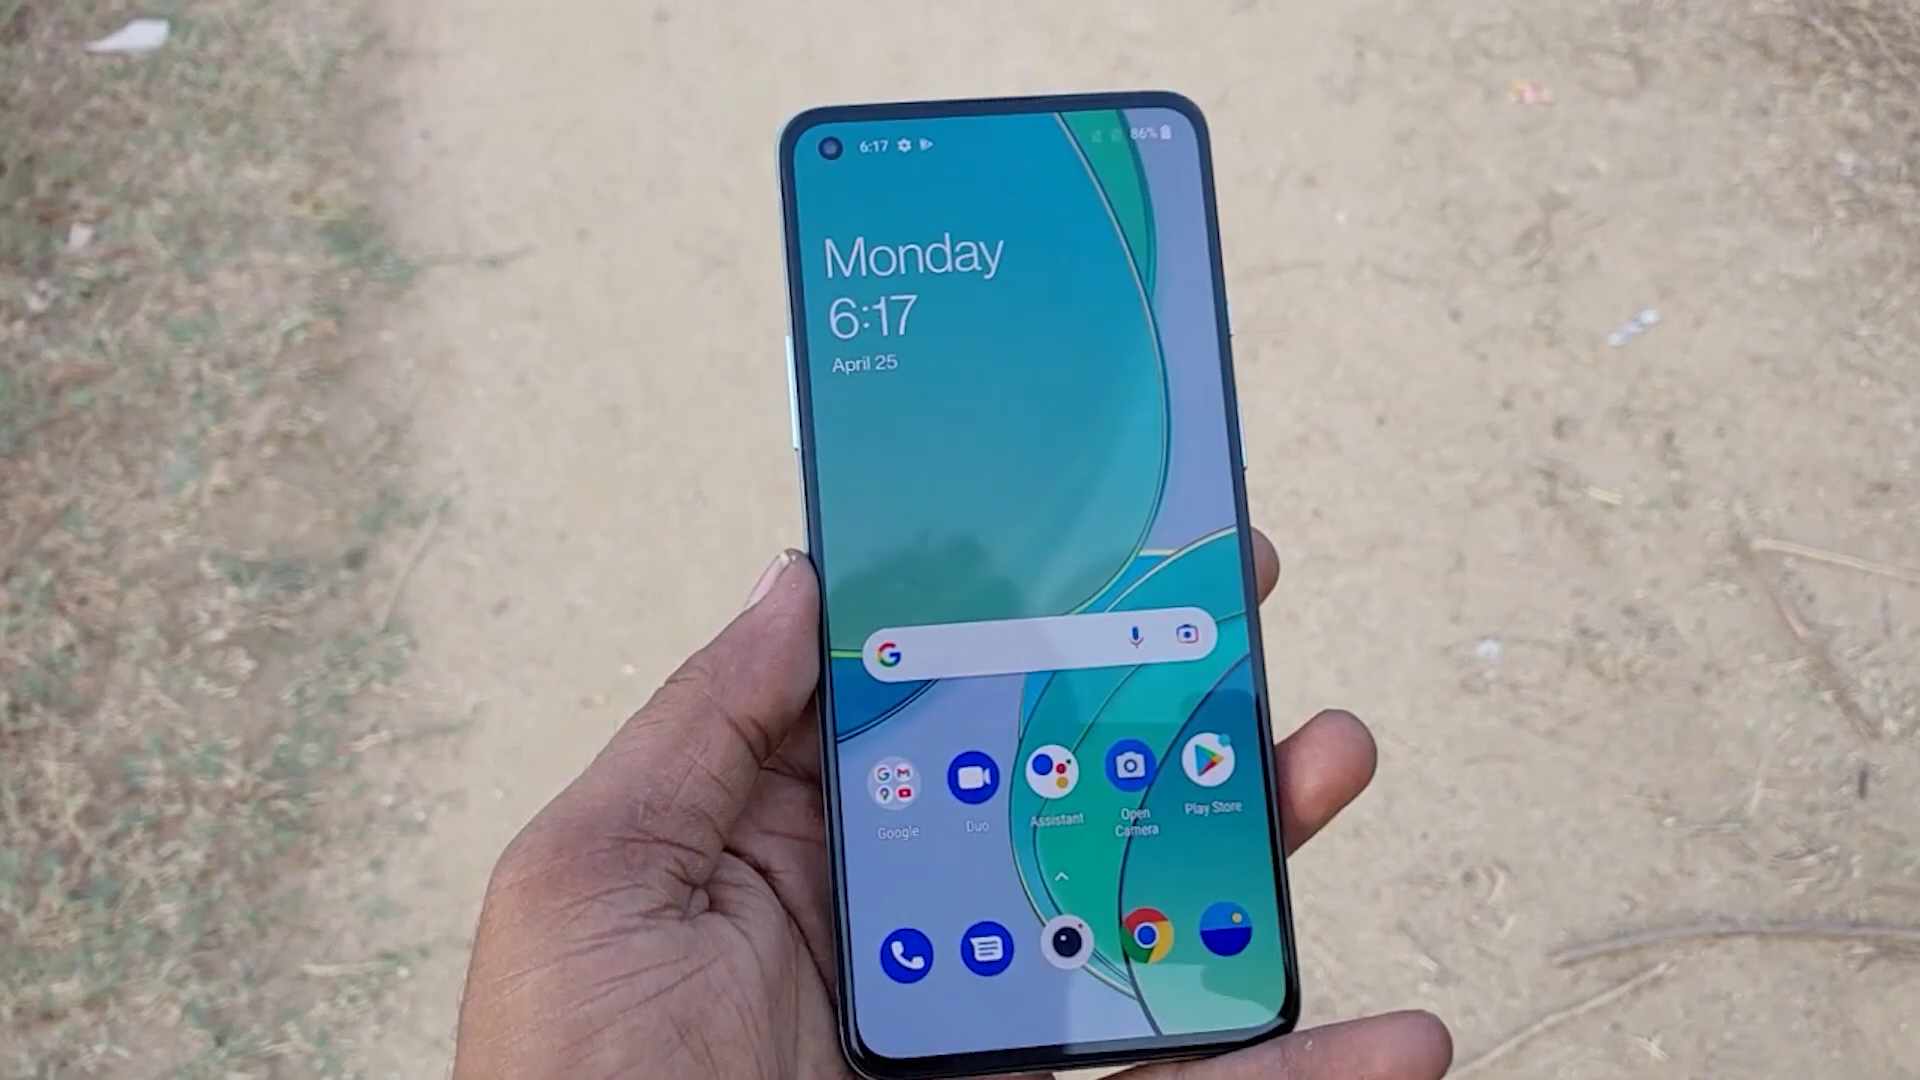 6:17
86%
Monday
6:17
April 25
Google
Duo
Assistant
Open
Camera
Play Store